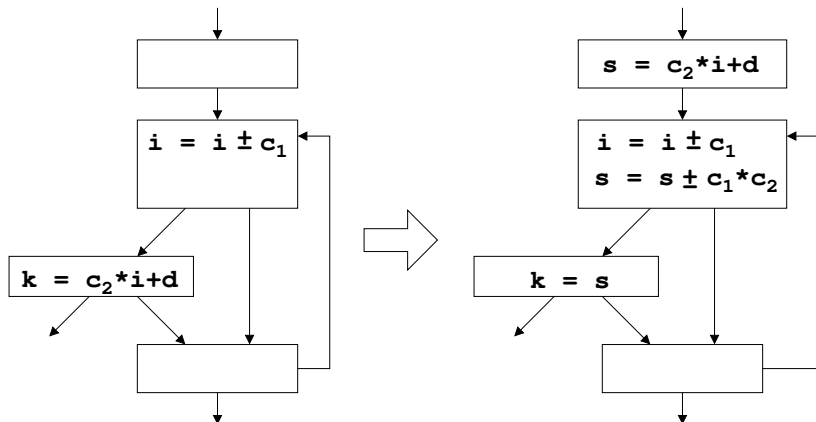 i = i ± c₁
k = c₂*i+d
s = c₂*i+d
i = i ± c₁
s = s ± c₁*c₂
k = s